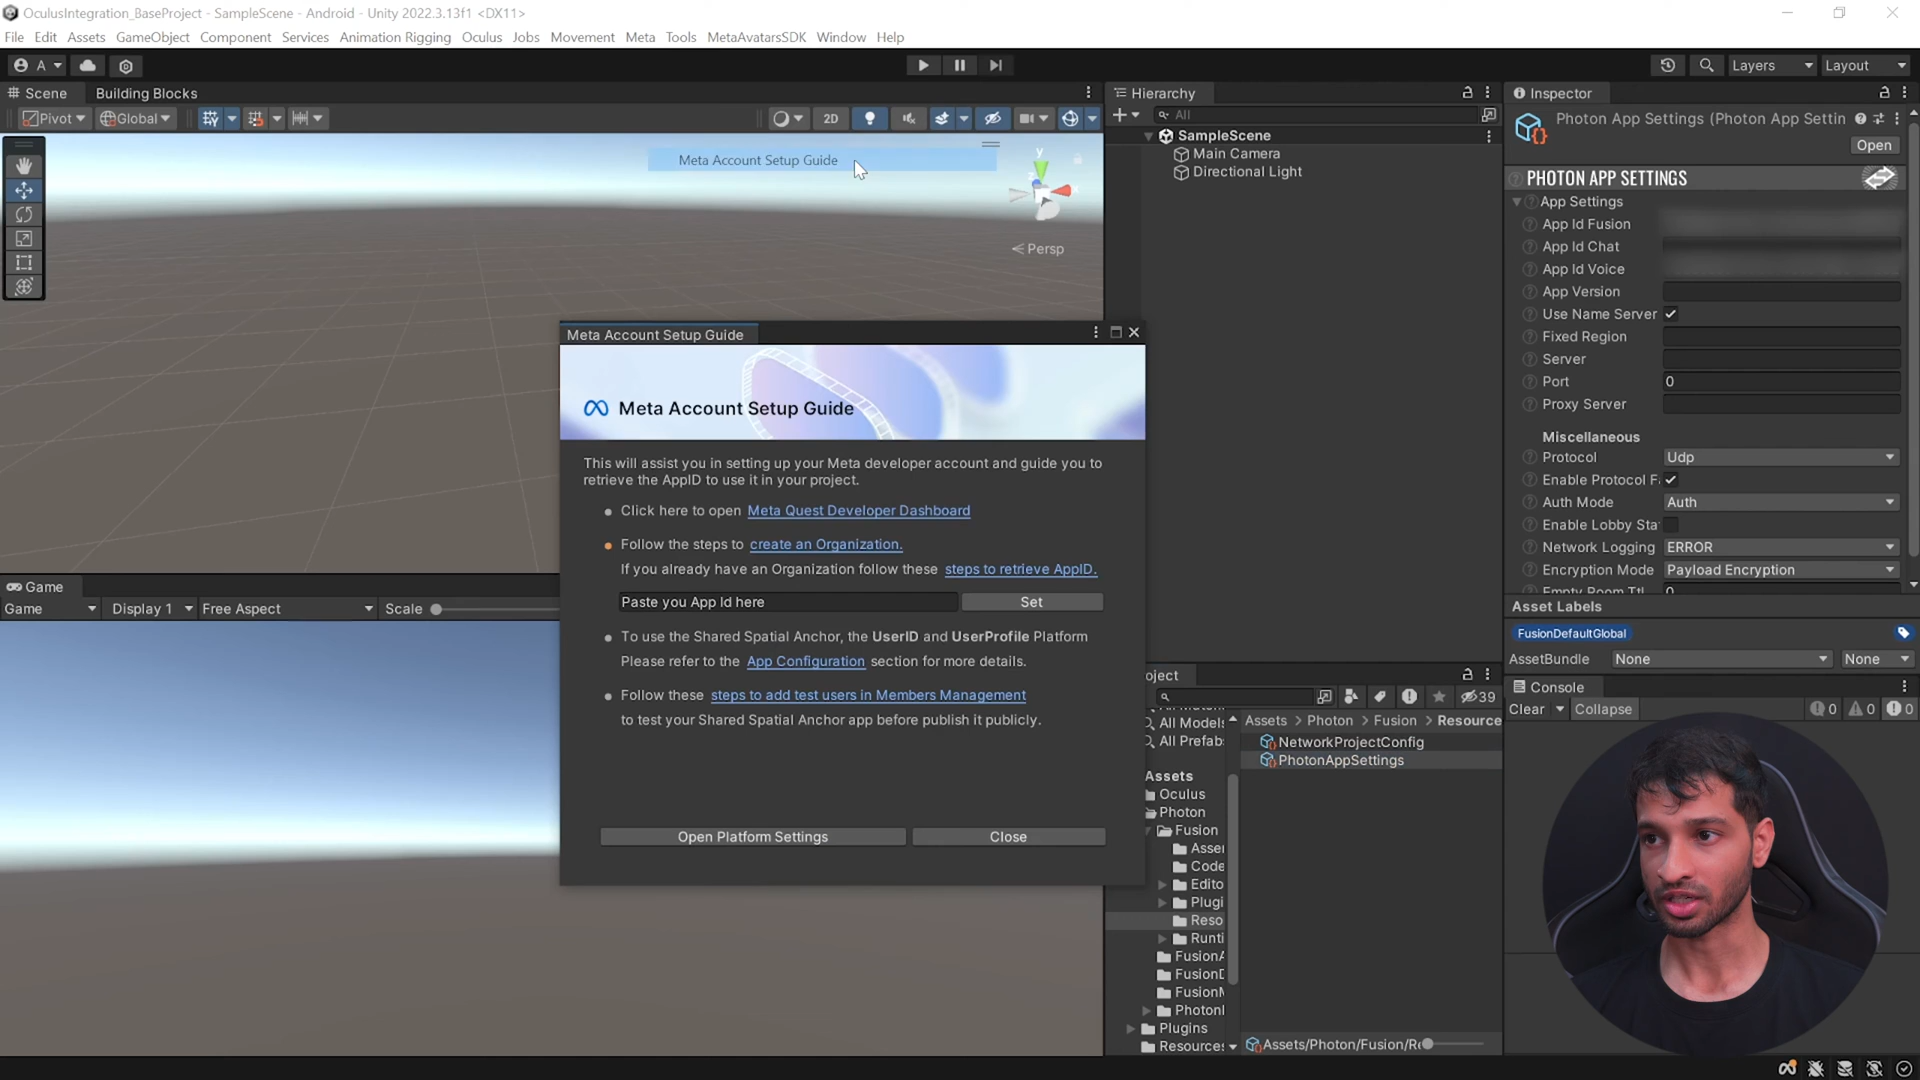 OculusIntegration_BaseProject - SampleScene - Android - Unity 2022.3.13f1 <DX11>
File Edit Assets GameObject Component Services Animation Rigging Oculus Jobs Movement Meta Tools MetaAvatarsSDK Window Help
A
Layers
Layout
Scene
Building Blocks
Pivot
Global
2D
Meta Account Setup Guide
y
Persp
Hierarchy
All
SampleScene
Main Camera
Directional Light
Inspector
Photon App Settings (Photon App Settin
Open
PHOTON APP SETTINGS
App Settings
App Id Fusion
App Id Chat
App Id Voice
App Version
Use Name Server
Fixed Region
Server
Port
0
Proxy Server
Miscellaneous
Protocol
Udp
Enable Protocol F
Auth Mode
Auth
Enable Lobby Sta
Network Logging
ERROR
Encryption Mode
Payload Encryption
Empty Room Ttl
0
Asset Labels
FusionDefaultGlobal
AssetBundle
None
None
Console
Clear
Collapse
0
0
0
Game
Game
Display 1
Free Aspect
Scale
Meta Account Setup Guide
Meta Account Setup Guide
This will assist you in setting up your Meta developer account and guide you to
retrieve the AppID to use it in your project.
Click here to open Meta Quest Developer Dashboard
Follow the steps to create an Organization.
If you already have an Organization follow these steps to retrieve AppID.
Paste you App Id here
Set
To use the Shared Spatial Anchor, the UserID and UserProfile Platform
Please refer to the App Configuration section for more details.
Follow these steps to add test users in Members Management
to test your Shared Spatial Anchor app before publish it publicly.
Open Platform Settings
Close
oject
39
All Models
All Prefab
Assets
Oculus
Photon
Fusion
Asse
Code
Edito
Plugi
Reso
Runti
FusionA
FusionD
FusionM
Photon
Plugins
Resources
Assets > Photon > Fusion > Resource
NetworkProjectConfig
PhotonAppSettings
Assets/Photon/Fusion/Re